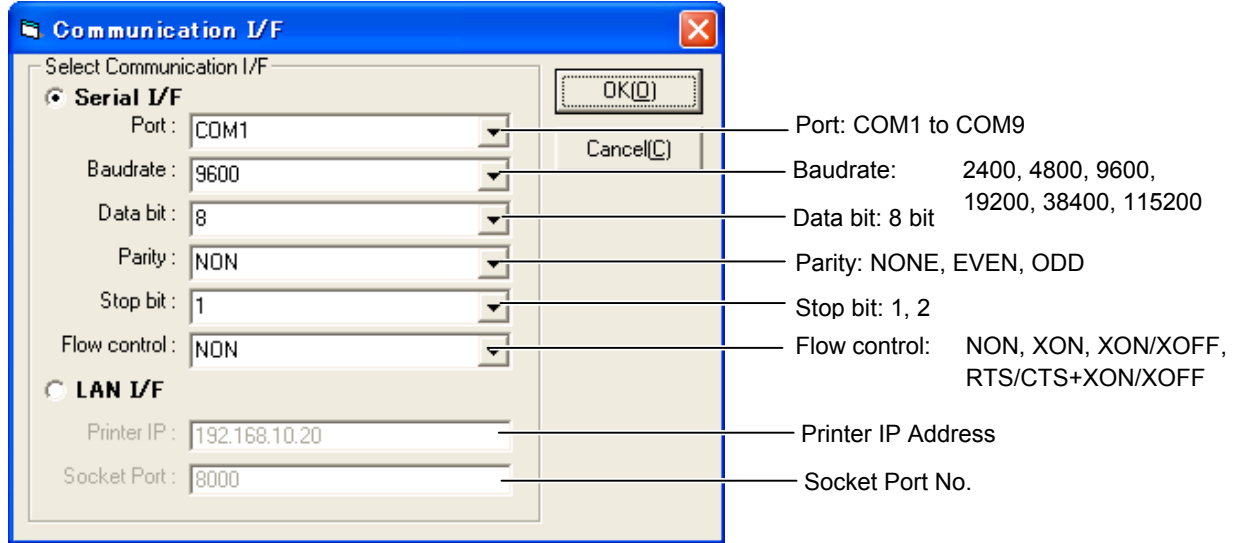 Communication I/F
Select Communication I/F
Serial I/F
Port : COM1
Baudrate : 9600
Data bit : 8
Parity : NON
Stop bit : 1
Flow control : NON
LAN I/F
Printer IP : 192.168.10.20
Socket Port : 8000
OK(O)
Cancel(C)
Port: COM1 to COM9
Baudrate: 2400, 4800, 9600,
19200, 38400, 115200
Data bit: 8 bit
Parity: NONE, EVEN, ODD
Stop bit: 1, 2
Flow control: NON, XON, XON/XOFF,
RTS/CTS+XON/XOFF
Printer IP Address
Socket Port No.